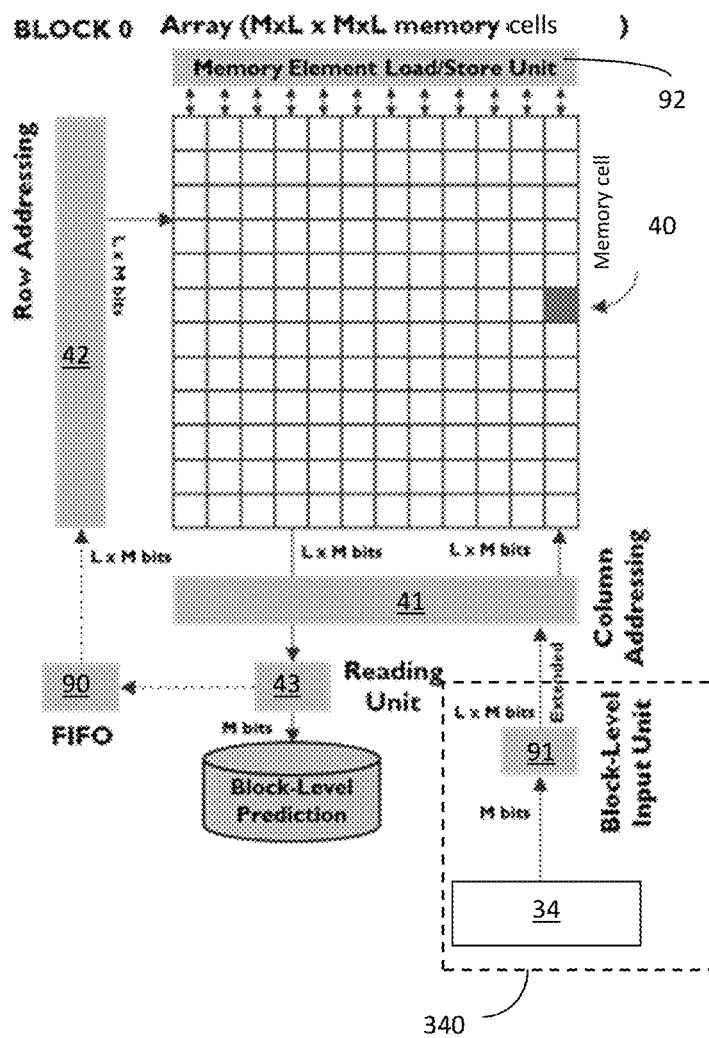 BLOCK 0 Array (MxL x MxL memory cells )
Memory Element Load/Store Unit
92
Row Addressing
42
L x M bits
Memory cell
40
L x M bits
L x M bits
L x M bits
41
Column
Addressing
90
FIFO
43
Reading
Unit
M bits
Block-Level
Prediction
L x M bits
Extended
91
Block-Level
Input Unit
M bits
34
340